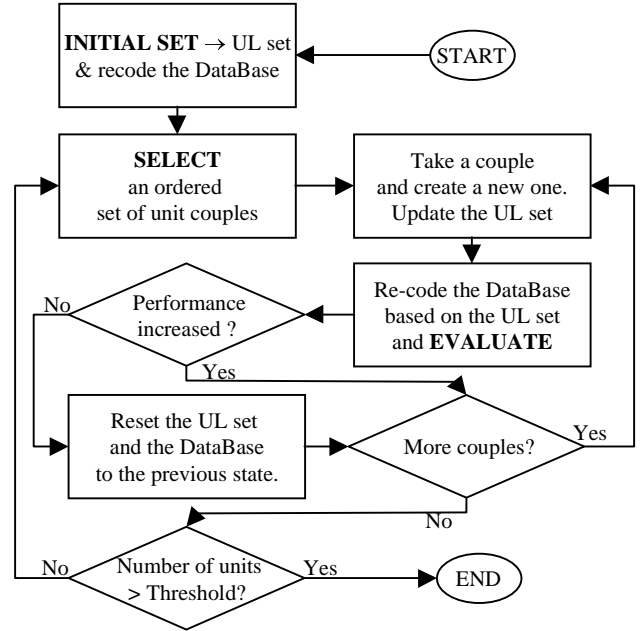 START
INITIAL SET → UL set
& recode the DataBase
SELECT
an ordered
set of unit couples
Take a couple
and create a new one.
Update the UL set
Re-code the DataBase
based on the UL set
and EVALUATE
Performance
increased ?
No
Yes
Reset the UL set
and the DataBase
to the previous state.
More couples?
Yes
No
Number of units
> Threshold?
No
Yes
END